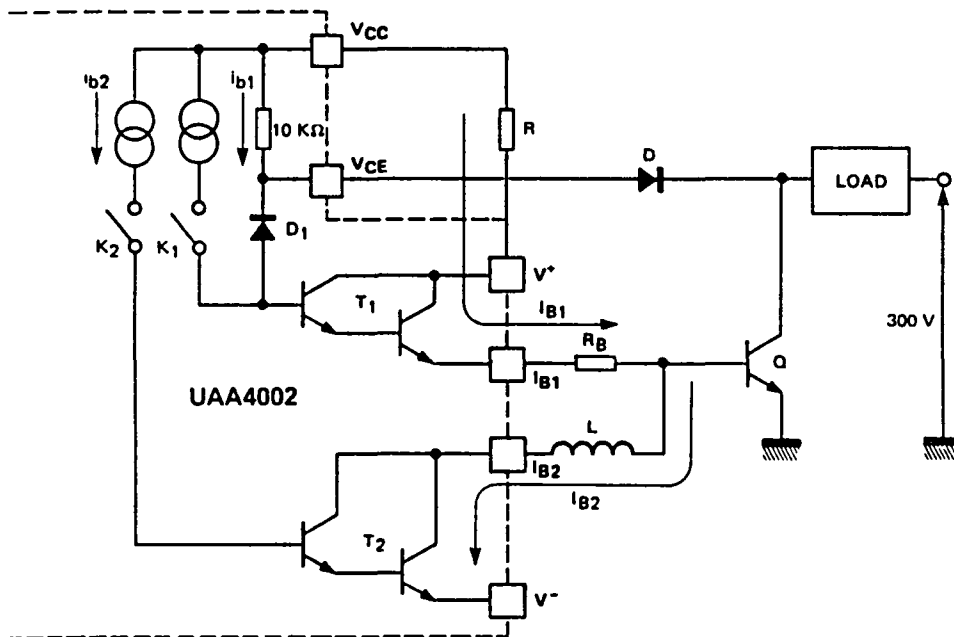 VCC
Ib2
ib1
10 KΩ
R
VCE
D
LOAD
K2
K1
D1
V+
T1
IB1
300 V
RB
Q
IB1
UAA4002
L
IB2
IB2
T2
V-